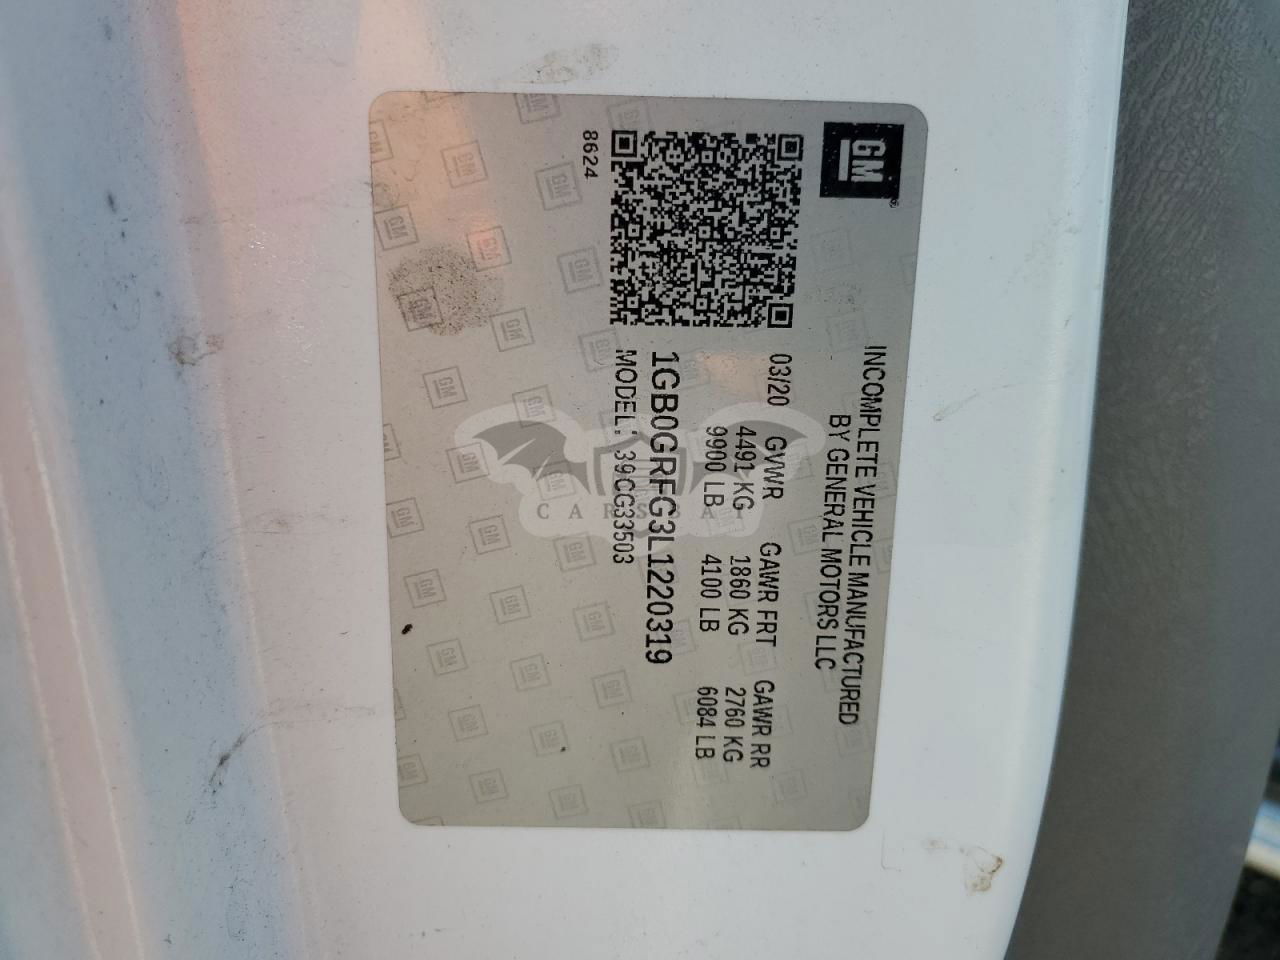 GM
INCOMPLETE VEHICLE MANUFACTURED
BY GENERAL MOTORS LLC
03/20 GVWR GAWR FRT GAWR RR
4491 KG 1860 KG 2760 KG
9900 LB 4100 LB 6084 LB
1GB0GRFG3L1220319
MODEL: 39CG33503
8624
CARSBAT